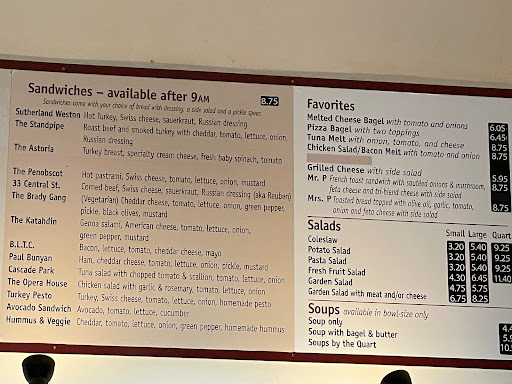 Sandwiches – available after 9AM 8.75
Sandwiches come with your choice of bread with dressing, a side salad and a pickle spear.
Sutherland Weston Hot Turkey, Swiss cheese, sauerkraut, Russian dressing
The Standpipe Roast beef and smoked turkey with cheddar, tomato, lettuce, onion,
Russian dressing
The Astoria Turkey breast, specialty cream cheese, fresh baby spinach, tomato
The Penobscot Hot pastrami, Swiss cheese, tomato, lettuce, onion, mustard
33 Central St. Corned beef, Swiss cheese, sauerkraut, Russian dressing (aka Reuben)
The Brady Gang (Vegetarian) Cheddar cheese, tomato, lettuce, onion, green pepper,
pickle, black olives, mustard
The Katahdin Genoa salami, American cheese, tomato, lettuce, onion,
green pepper, mustard
B.L.T.C. Bacon, lettuce, tomato, cheddar cheese, mayo
Paul Bunyan Ham, cheddar cheese, tomato, lettuce, onion, pickle, mustard
Cascade Park Tuna salad with chopped tomato & scallion, tomato, lettuce, onion
The Opera House Chicken salad with garlic & rosemary, tomato, lettuce, onion
Turkey Pesto Turkey, Swiss cheese, tomato, lettuce, onion, homemade pesto
Avocado Sandwich Avocado, tomato, lettuce, cucumber
Hummus & Veggie Cheddar, tomato, lettuce, onion, green pepper, homemade hummus
Favorites
Melted Cheese Bagel with tomato and onions 6.05
Pizza Bagel with two toppings 6.45
Tuna Melt with onion, tomato, and cheese 8.75
Chicken Salad/Bacon Melt with tomato and onion 8.75
Grilled Cheese with side salad 5.95
Mr. P French toast sandwich with sautéed onions & mushroom, 8.75
feta cheese and tri-blend cheese with side salad
Mrs. P Toasted bread topped with olive oil, garlic, tomato, 8.75
onion and feta cheese with side salad
Salads Small Large Quart
Coleslaw 3.20 5.40 9.25
Potato Salad 3.20 5.40 9.25
Pasta Salad 3.20 5.40 9.25
Fresh Fruit Salad 4.30 6.45 11.40
Garden Salad 4.75 5.75
Garden Salad with meat and/or cheese 6.75 8.25
Soups available in bowl-size only
Soup only
Soup with bagel & butter
Soups by the Quart